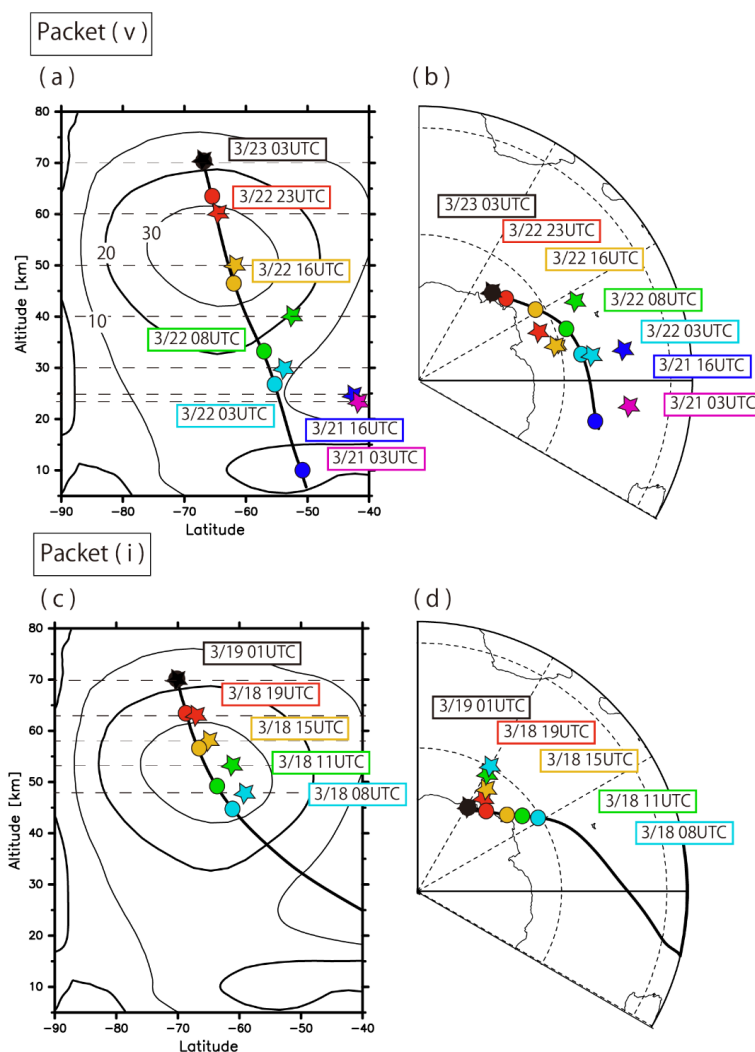 Packet ( v )
( a )
( b )
80
70
60
50
40
30
20
10
Altitude [km]
3/23 03UTC
3/22 23UTC
3/22 16UTC
3/22 08UTC
3/22 03UTC
3/21 16UTC
3/21 03UTC
30
20
10
-90
-80
-70
-60
-50
-40
Latitude
3/23 03UTC
3/22 23UTC
3/22 16UTC
3/22 08UTC
3/22 03UTC
3/21 16UTC
3/21 03UTC
Packet ( i )
( c )
( d )
80
70
60
50
40
30
20
10
Altitude [km]
3/19 01UTC
3/18 19UTC
3/18 15UTC
3/18 11UTC
3/18 08UTC
-90
-80
-70
-60
-50
-40
Latitude
3/19 01UTC
3/18 19UTC
3/18 15UTC
3/18 11UTC
3/18 08UTC